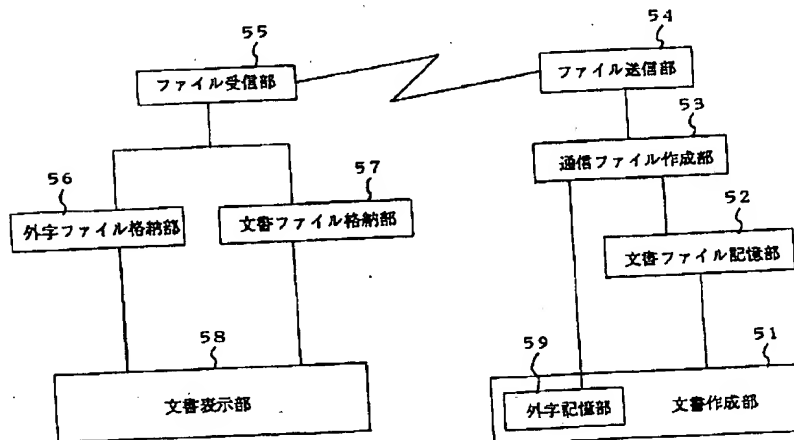 55
54
ファイル受信部
ファイル送信部
53
通信ファイル作成部
56
57
外字ファイル格納部
文書ファイル格納部
52
文書ファイル記憶部
58
51
文書表示部
59
外字記憶部
文書作成部